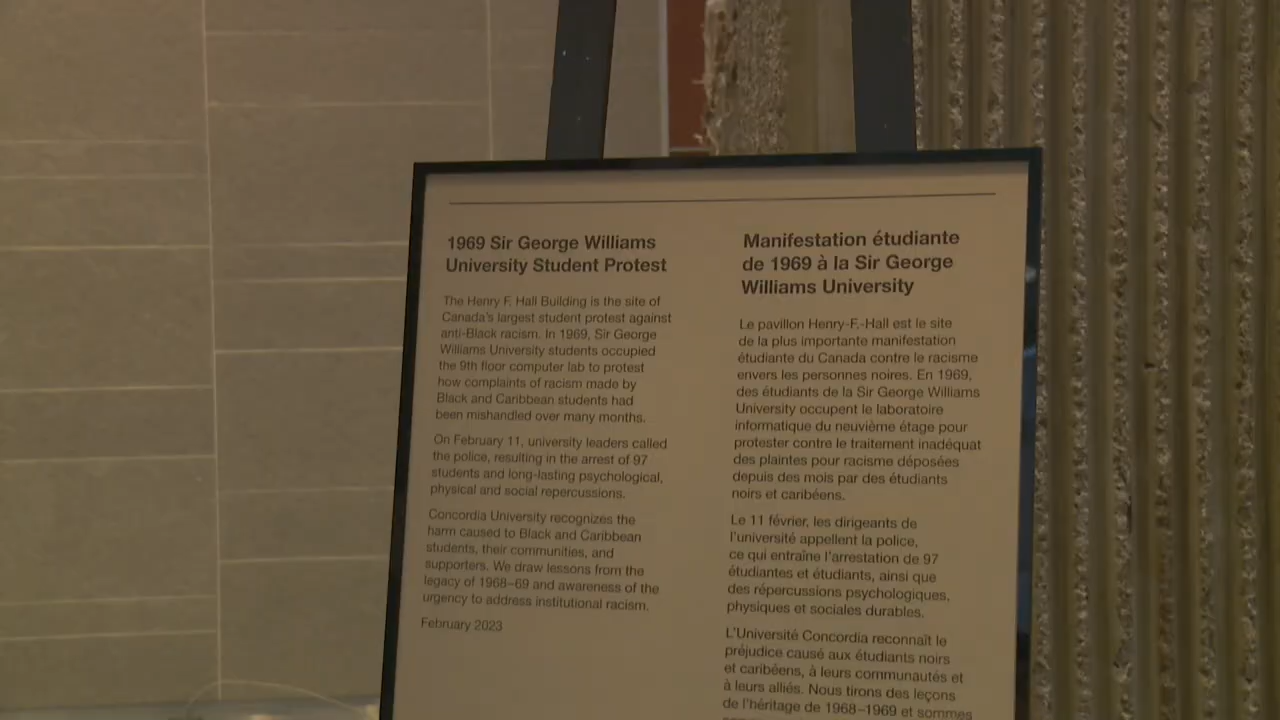 1969 Sir George Williams
University Student Protest
The Henry F. Hall Building is the site of
Canada's largest student protest against
anti-Black racism. In 1969, Sir George
Williams University students occupied
the 9th floor computer lab to protest
how complaints of racism made by
Black and Caribbean students had
been mishandled over many months.
On February 11, university leaders called
the police, resulting in the arrest of 97
students and long-lasting psychological,
physical and social repercussions.
Concordia University recognizes the
harm caused to Black and Caribbean
students, their communities, and
supporters. We draw lessons from the
legacy of 1968–69 and awareness of the
urgency to address institutional racism.
February 2023
Manifestation étudiante
de 1969 à la Sir George
Williams University
Le pavillon Henry-F.-Hall est le site
de la plus importante manifestation
étudiante du Canada contre le racisme
envers les personnes noires. En 1969,
des étudiants de la Sir George Williams
University occupent le laboratoire
informatique du neuvième étage pour
protester contre le traitement inadéquat
des plaintes pour racisme déposées
depuis des mois par des étudiants
noirs et caribéens.
Le 11 février, les dirigeants de
l'université appellent la police,
ce qui entraîne l'arrestation de 97
étudiantes et étudiants, ainsi que
des répercussions psychologiques,
physiques et sociales durables.
L'Université Concordia reconnaît le
préjudice causé aux étudiants noirs
et caribéens, à leurs communautés et
à leurs alliés. Nous tirons des leçons
de l'héritage de 1968–1969 et sommes